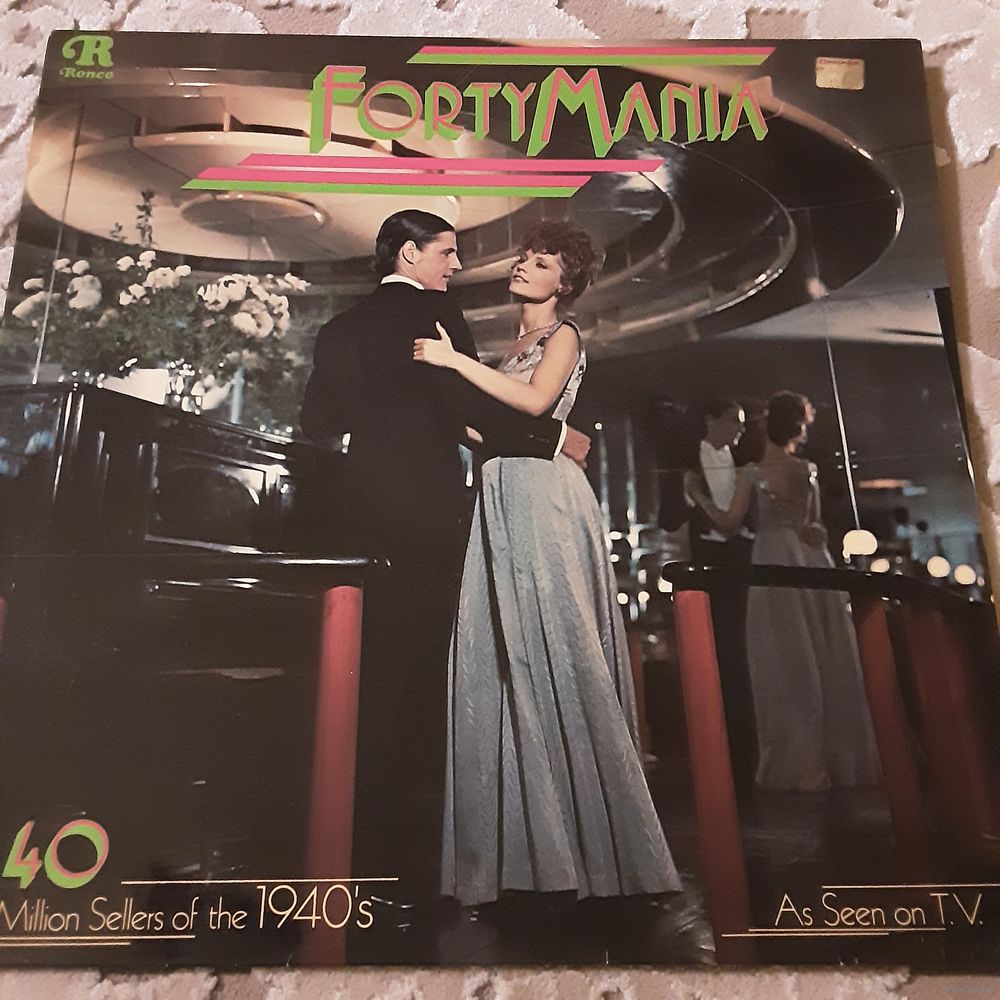 R
Ronco
FortyMania
40
Million Sellers of the 1940's
As Seen on T.V.